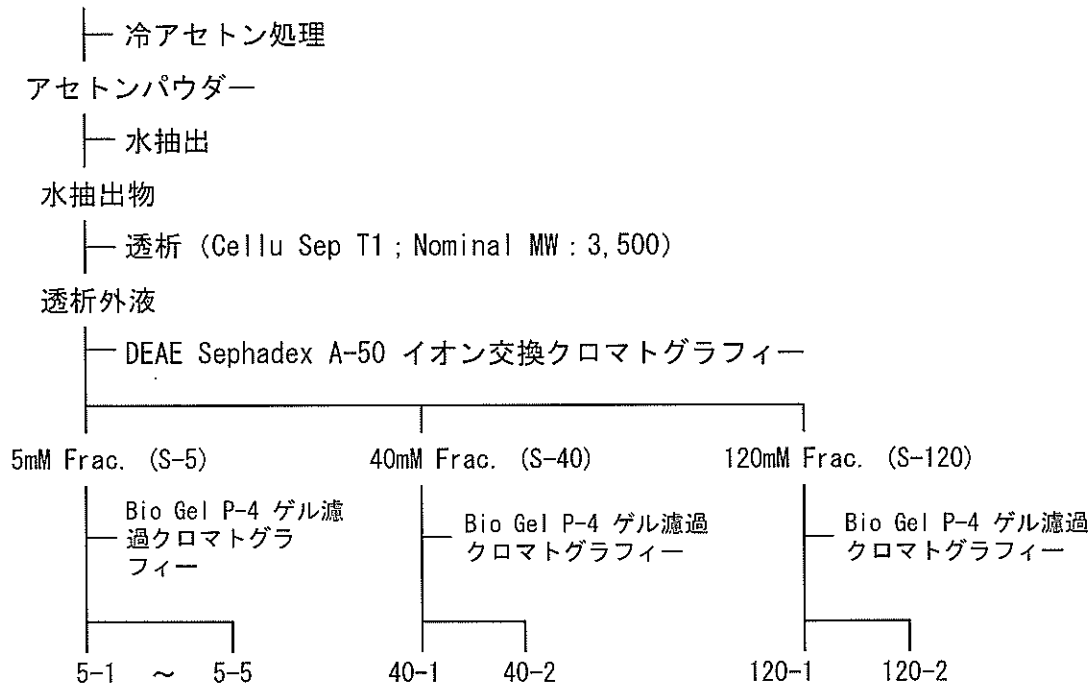 冷アセトン処理
アセトンパウダー
水抽出
水抽出物
透析 (Cellu Sep T1 ; Nominal MW : 3,500)
透析外液
DEAE Sephadex A-50 イオン交換クロマトグラフィー
5mM Frac. (S-5)
40mM Frac. (S-40)
120mM Frac. (S-120)
Bio Gel P-4 ゲル濾
過クロマトグラ
フィー
Bio Gel P-4 ゲル濾過
クロマトグラフィー
Bio Gel P-4 ゲル濾過
クロマトグラフィー
5-1 ~ 5-5
40-1 40-2
120-1 120-2